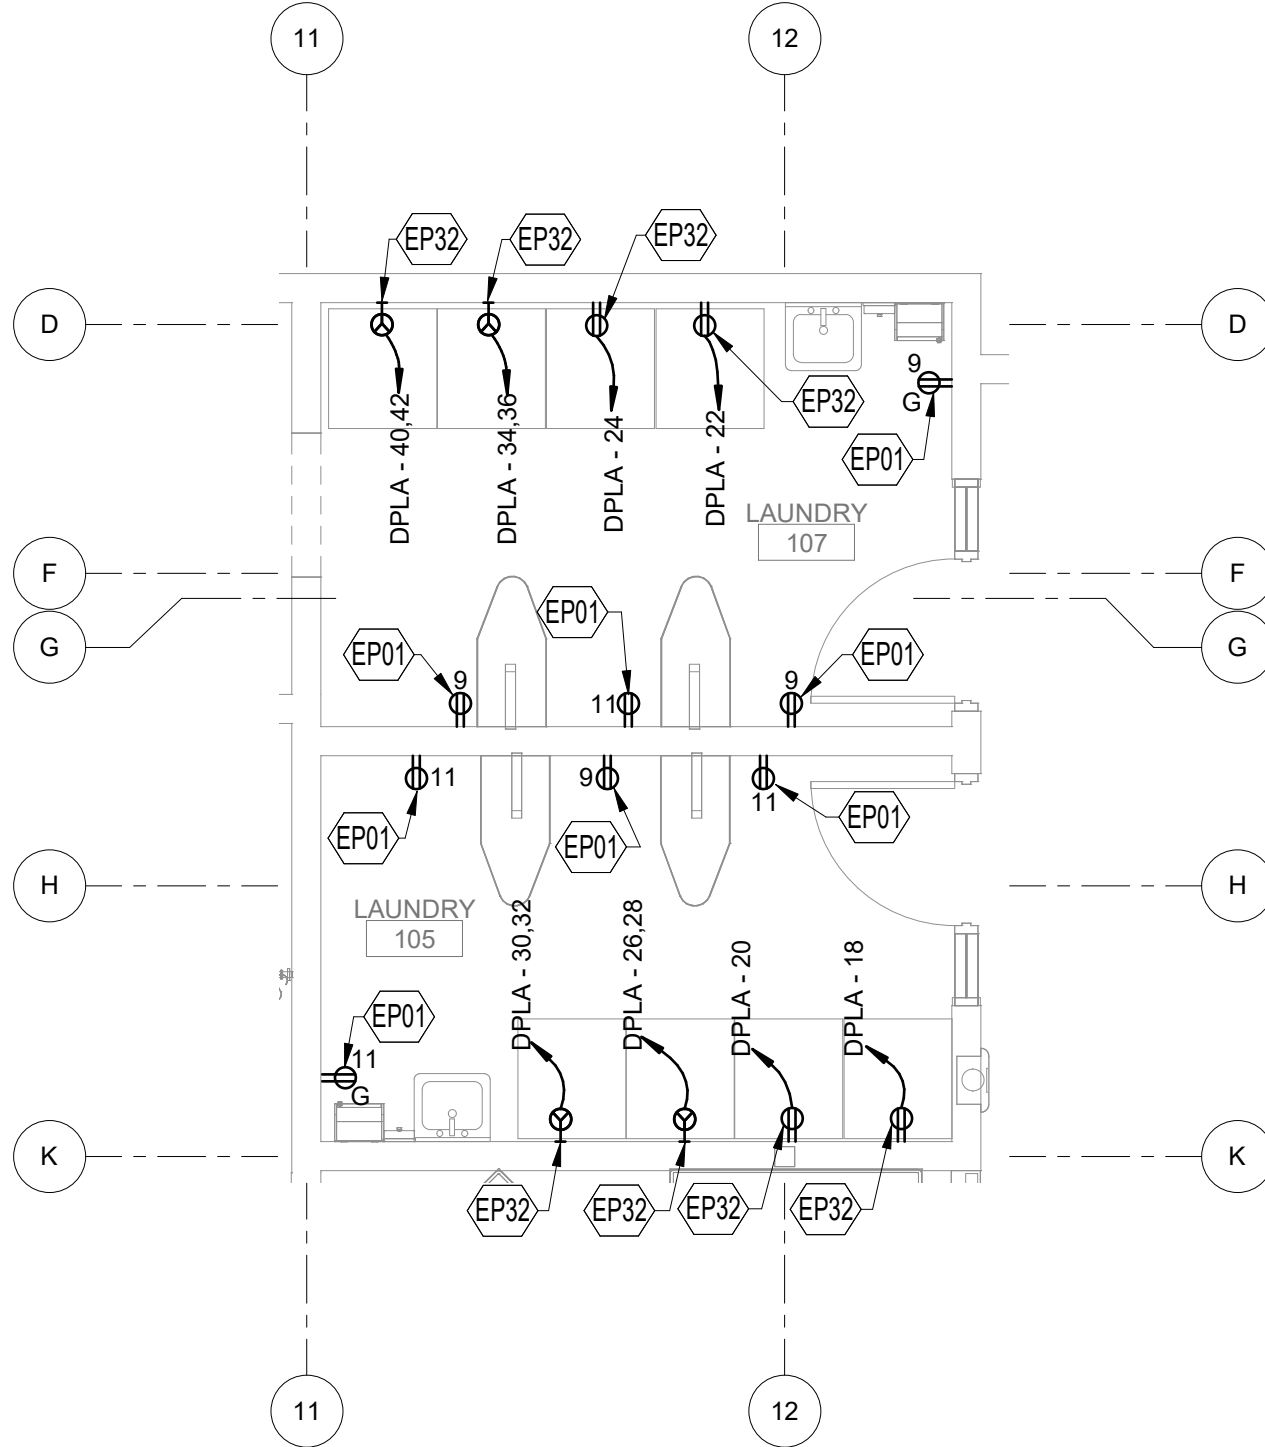 11
12
EP32
EP32
EP32
D
D
9
G
EP32
EP01
DPLA - 40,42
DPLA - 34,36
DPLA - 24
DPLA - 22
LAUNDRY
107
F
F
EP01
G
G
EP01
EP01
9
11
9
11
9
11
EP01
EP01
EP01
H
H
LAUNDRY
105
DPLA - 30,32
DPLA - 26,28
DPLA - 20
DPLA - 18
EP01
11
G
K
K
EP32
EP32
EP32
EP32
11
12